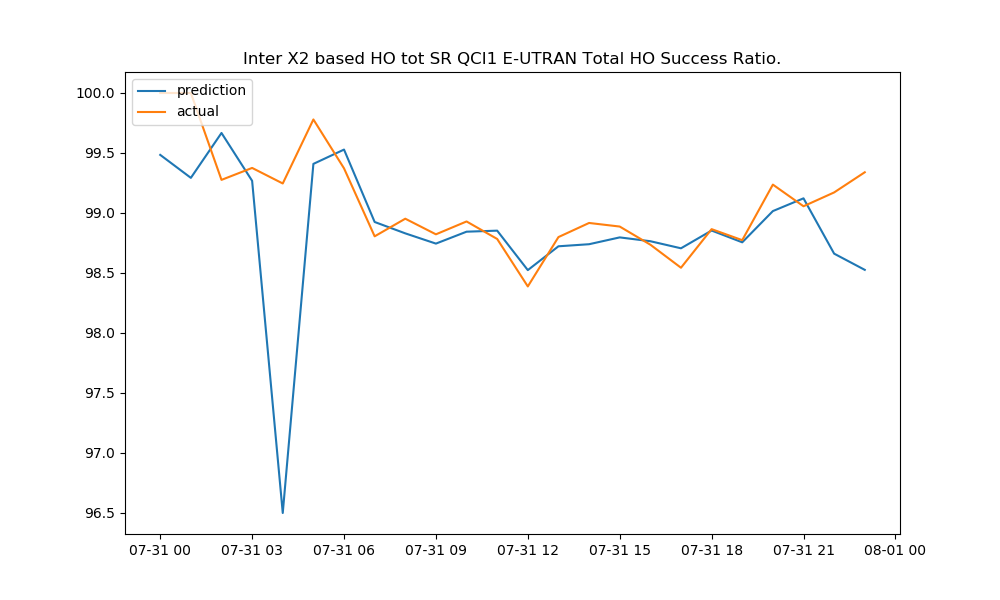 Inter X2 based HO tot SR QCI1 E-UTRAN Total HO Success Ratio.
prediction
actual
100.0
99.5
99.0
98.5
98.0
97.5
97.0
96.5
07-31 00 07-31 03 07-31 06 07-31 09 07-31 12 07-31 15 07-31 18 07-31 21 08-01 00